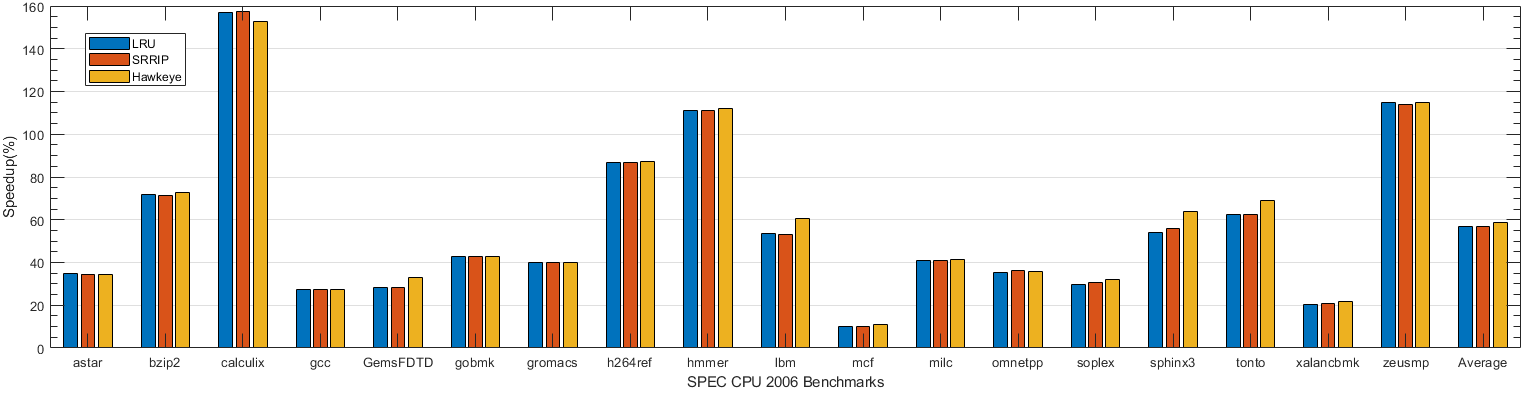 160
140
120
100
80
60
40
20
0
Speedup(%)
LRU
SRRIP
Hawkeye
astar bzip2 calculix gcc GemsFDTD gobmk gromacs h264ref hmmer lbm mcf milc omnetpp soplex sphinx3 tonto xalancbmk zeusmp Average
SPEC CPU 2006 Benchmarks